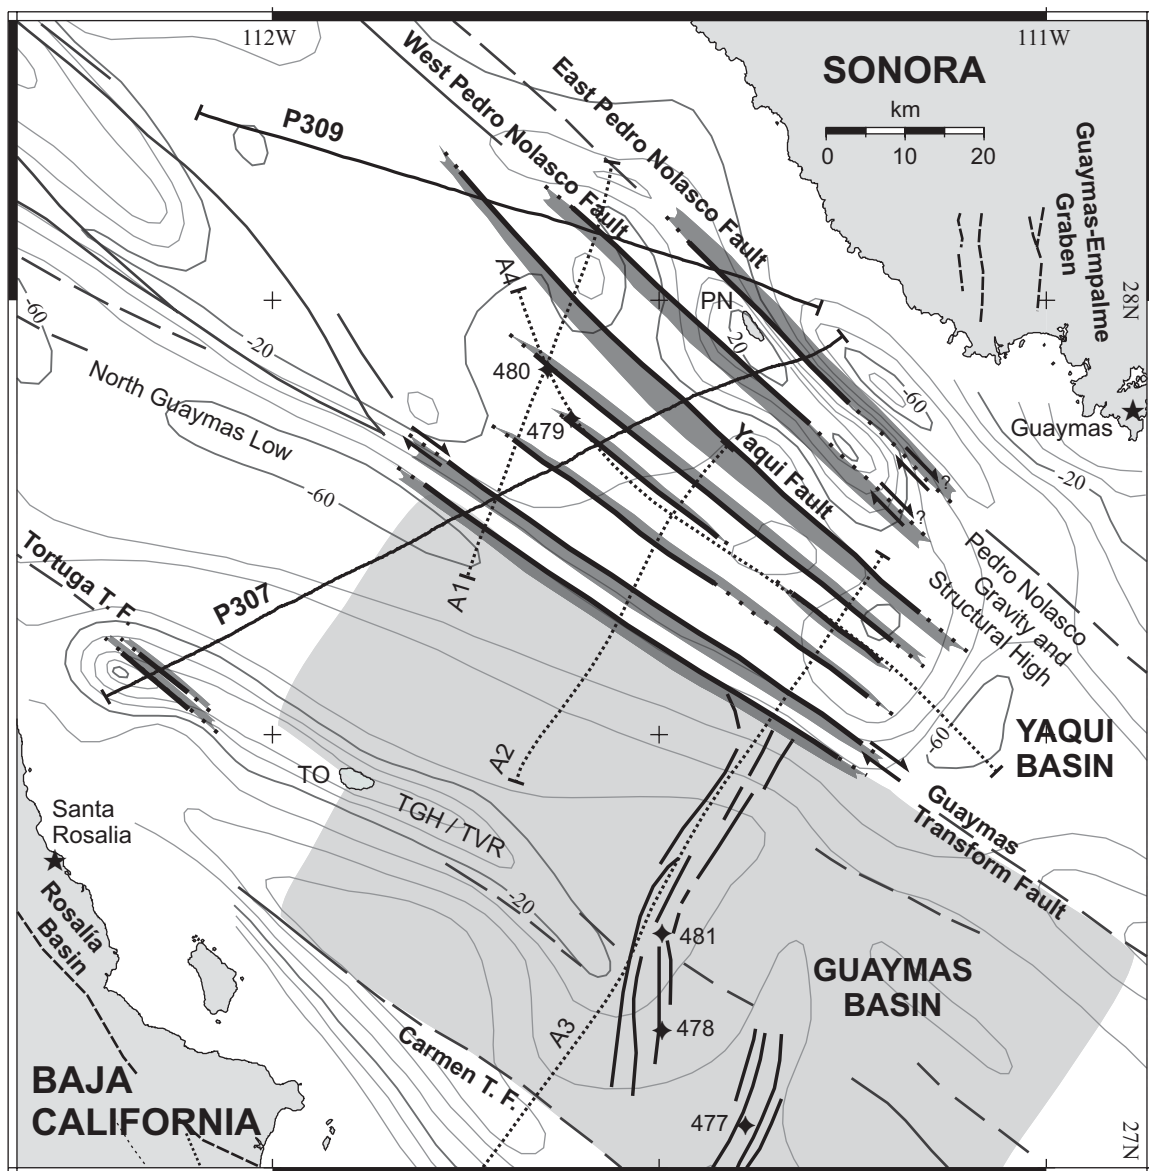 112W
111W
SONORA
km
0 10 20
P309
West Pedro Nolasco Fault
East Pedro Nolasco Fault
Guaymas-Empalme
Graben
28N
A4
PN
-20
-60
-60
-20
480
479
Guaymas
-20
North Guaymas Low
-60
Yaqui Fault
?
?
Pedro Nolasco
Gravity and
Structural High
Tortuga T. F.
P307
A1
A2
-60
YAQUI
BASIN
TO
TGH / TVR
Santa
Rosalia
Guaymas
Transform Fault
-20
Rosalía
Basin
481
GUAYMAS
BASIN
478
A3
Carmen T. F.
BAJA
CALIFORNIA
477
27N